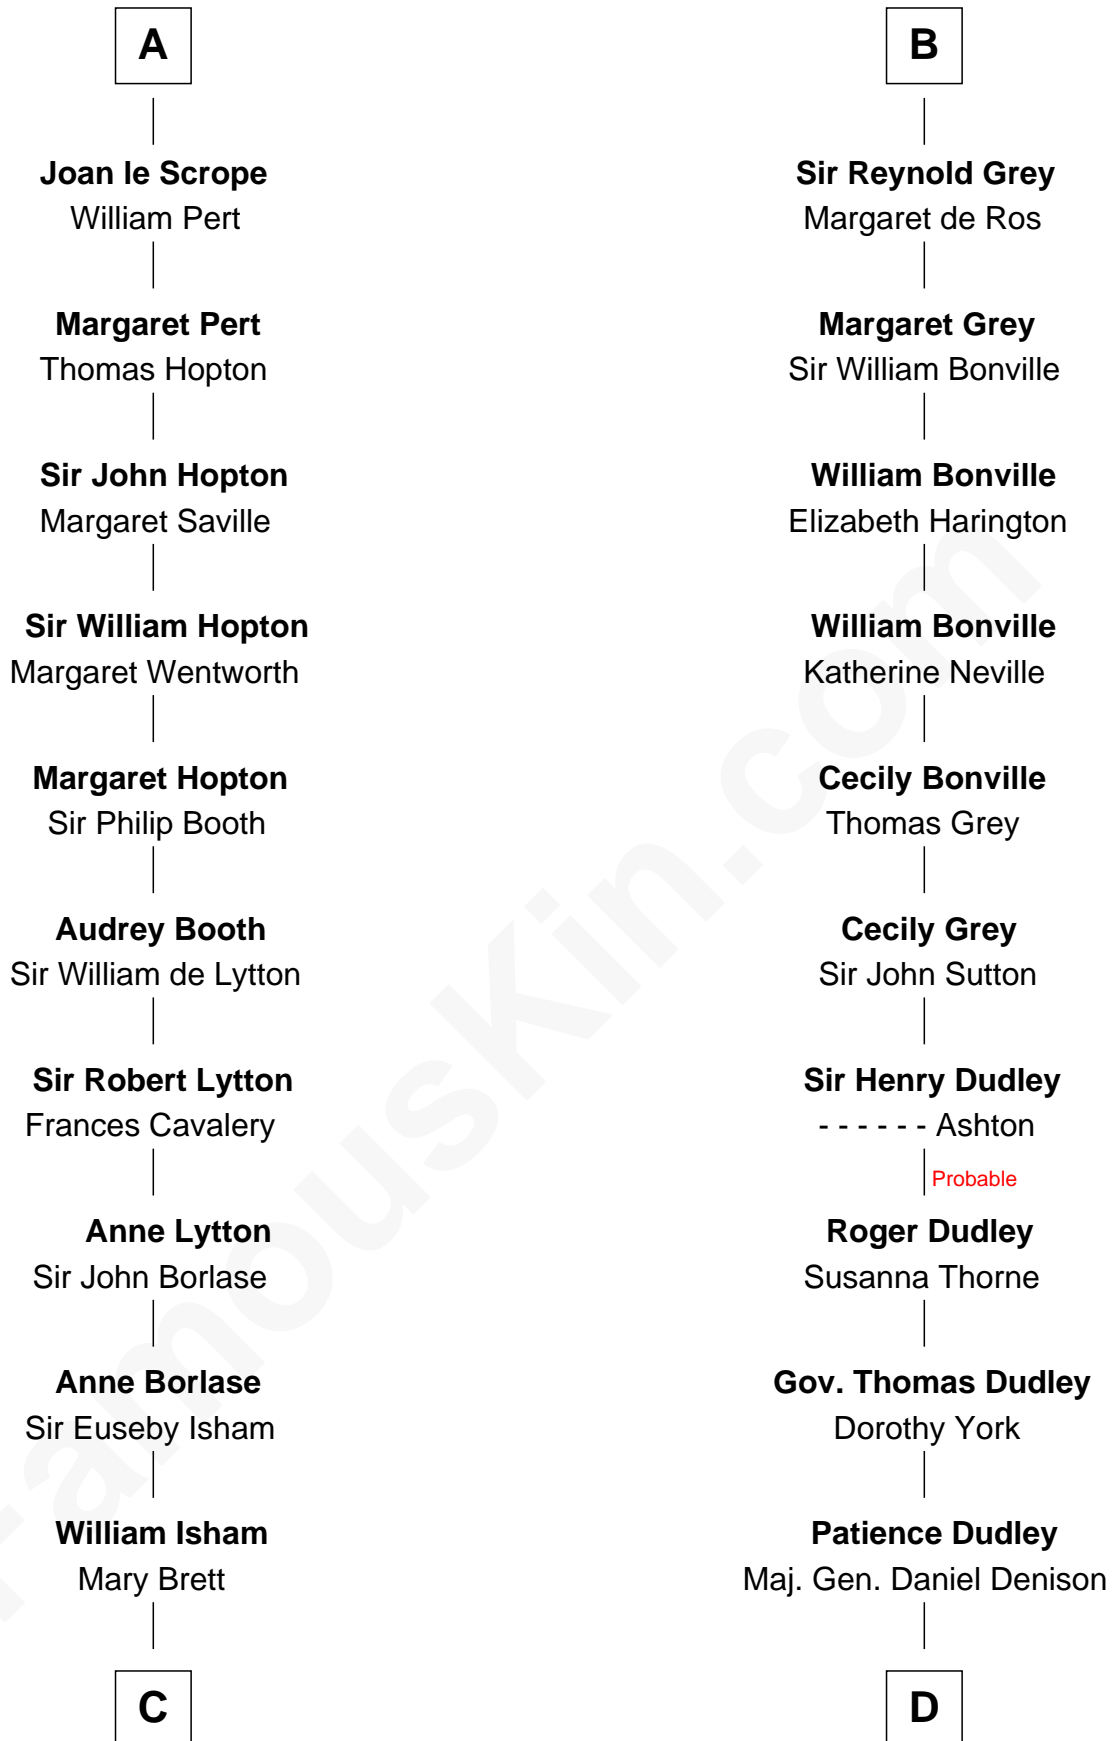 A
Joan le Scrope
William Pert
Margaret Pert
Thomas Hopton
Sir John Hopton
Margaret Saville
Sir William Hopton
Margaret Wentworth
Margaret Hopton
Sir Philip Booth
Audrey Booth
Sir William de Lytton
Sir Robert Lytton
Frances Cavalery
Anne Lytton
Sir John Borlase
Anne Borlase
Sir Euseby Isham
William Isham
Mary Brett
C
B
Sir Reynold Grey
Margaret de Ros
Margaret Grey
Sir William Bonville
William Bonville
Elizabeth Harington
William Bonville
Katherine Neville
Cecily Bonville
Thomas Grey
Cecily Grey
Sir John Sutton
Sir Henry Dudley
- - - - - - Ashton
Probable
Roger Dudley
Susanna Thorne
Gov. Thomas Dudley
Dorothy York
Patience Dudley
Maj. Gen. Daniel Denison
D
FamousKin.com